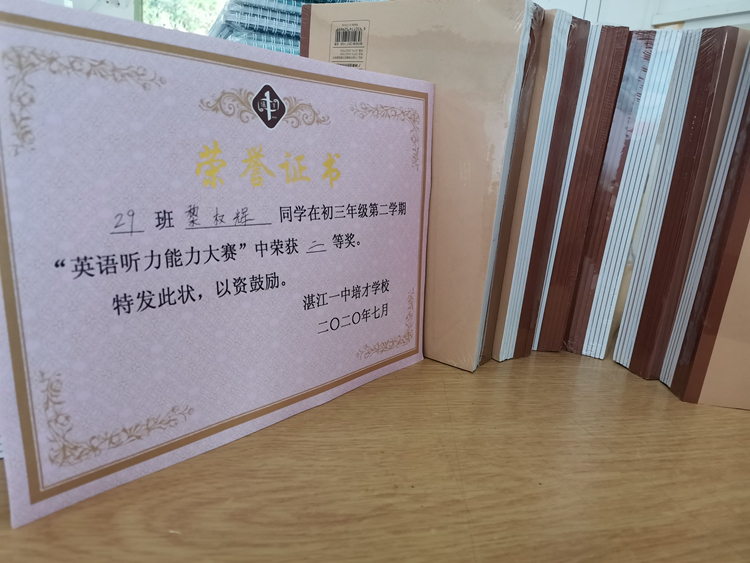 荣誉证书
29 班 黎权操 同学在初三年级第二学期
“英语听力能力大赛”中荣获 二 等奖。
特发此状，以资鼓励。
湛江一中培才学校
二〇二〇年七月